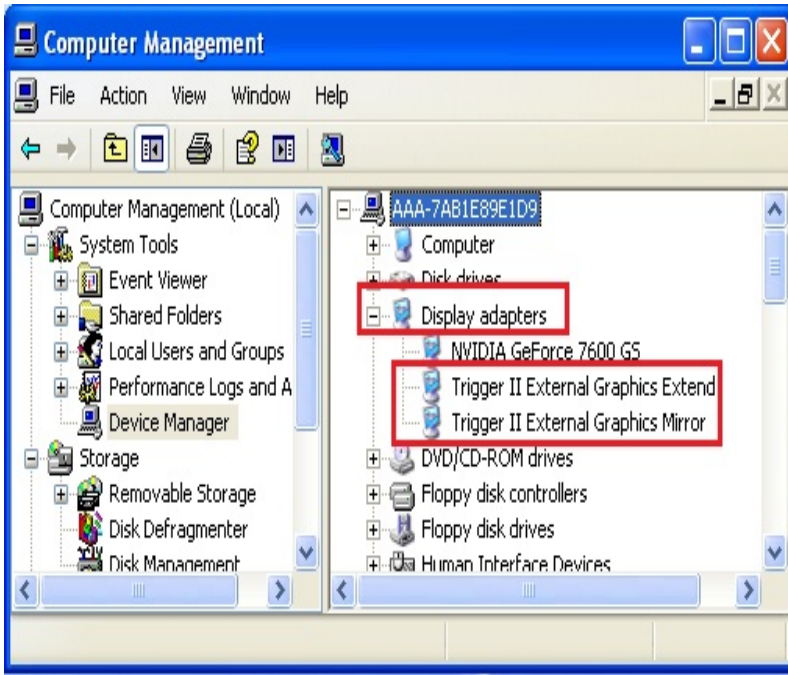 Computer Management
File Action View Window Help
Computer Management (Local)
System Tools
Event Viewer
Shared Folders
Local Users and Groups
Performance Logs and A
Device Manager
Storage
Removable Storage
Disk Defragmenter
Disk Management
AAA-7AB1E89E1D9
Computer
Disk drives
Display adapters
NVIDIA GeForce 7600 GS
Trigger II External Graphics Extend
Trigger II External Graphics Mirror
DVD/CD-ROM drives
Floppy disk controllers
Floppy disk drives
Human Interface Devices